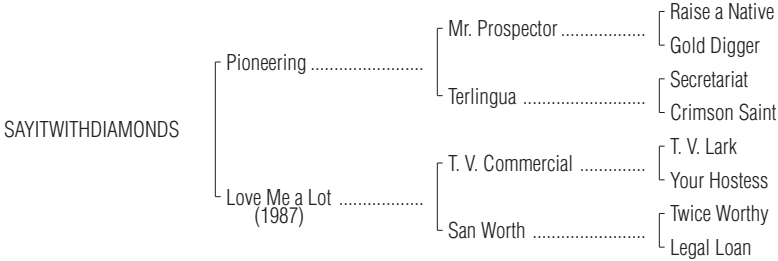 Raise a Native
Mr. Prospector ....................
Gold Digger
Pioneering ..........................
Secretariat
Terlingua ............................
Crimson Saint
SAYITWITHDIAMONDS
T. V. Lark
T. V. Commercial ...............
Your Hostess
Love Me a Lot ....................
(1987)
Twice Worthy
San Worth ..........................
Legal Loan